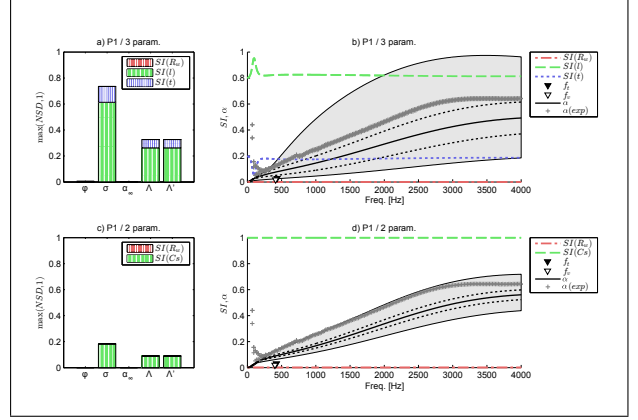 a) P1 / 3 param.
max(NSD,1)
1
0.8
0.6
0.4
0.2
0
φ σ α∞ Λ Λ'
SI(Rw)
SI(l)
SI(t)
b) P1 / 3 param.
SI,α
1
0.8
0.6
0.4
0.2
0
0 500 1000 1500 2000 2500 3000 3500 4000
Freq. [Hz]
SI(Rw)
SI(l)
SI(t)
ft
fv
α
α(exp)
c) P1 / 2 param.
max(NSD,1)
1
0.8
0.6
0.4
0.2
0
φ σ α∞ Λ Λ'
SI(Rw)
SI(Cs)
d) P1 / 2 param.
SI,α
1
0.8
0.6
0.4
0.2
0
0 500 1000 1500 2000 2500 3000 3500 4000
Freq. [Hz]
SI(Rw)
SI(Cs)
ft
fv
α
α(exp)